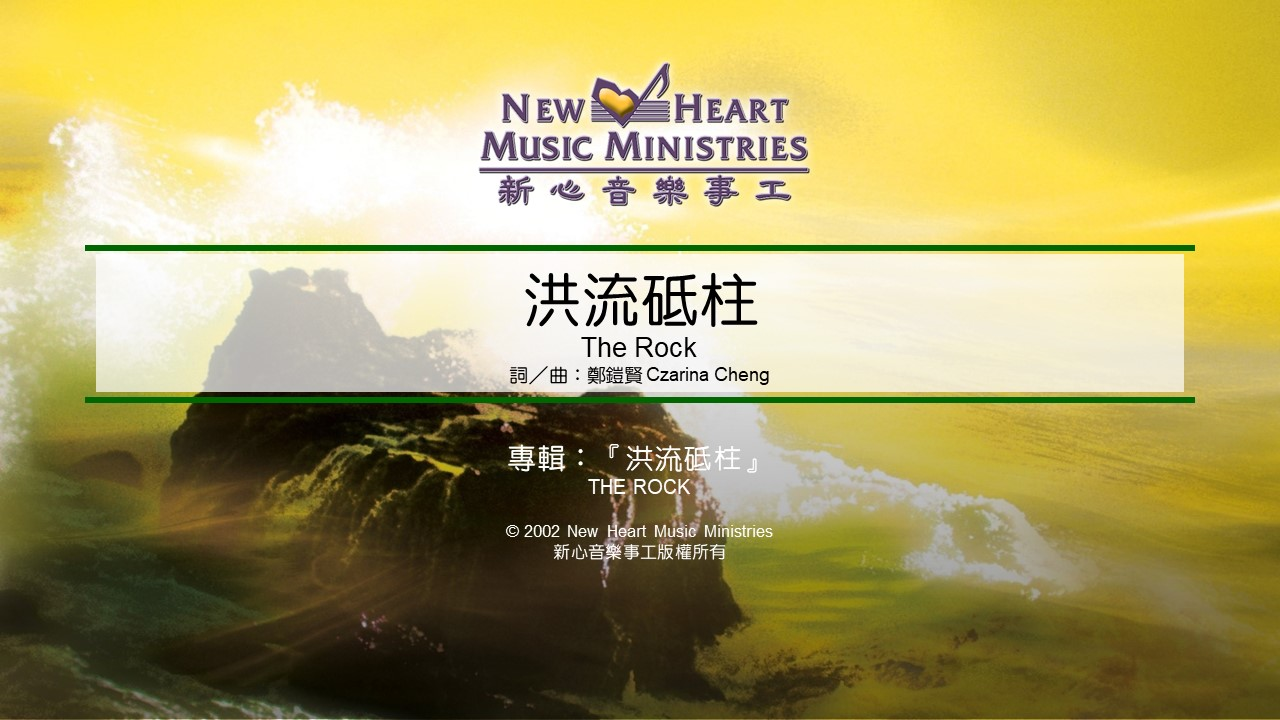 NEW HEART
MUSIC MINISTRIES
新心音樂事工
洪流砥柱
The Rock
詞／曲：鄭鎧賢 Czarina Cheng
專輯：『洪流砥柱』
THE ROCK
© 2002 New Heart Music Ministries
新心音樂事工版權所有